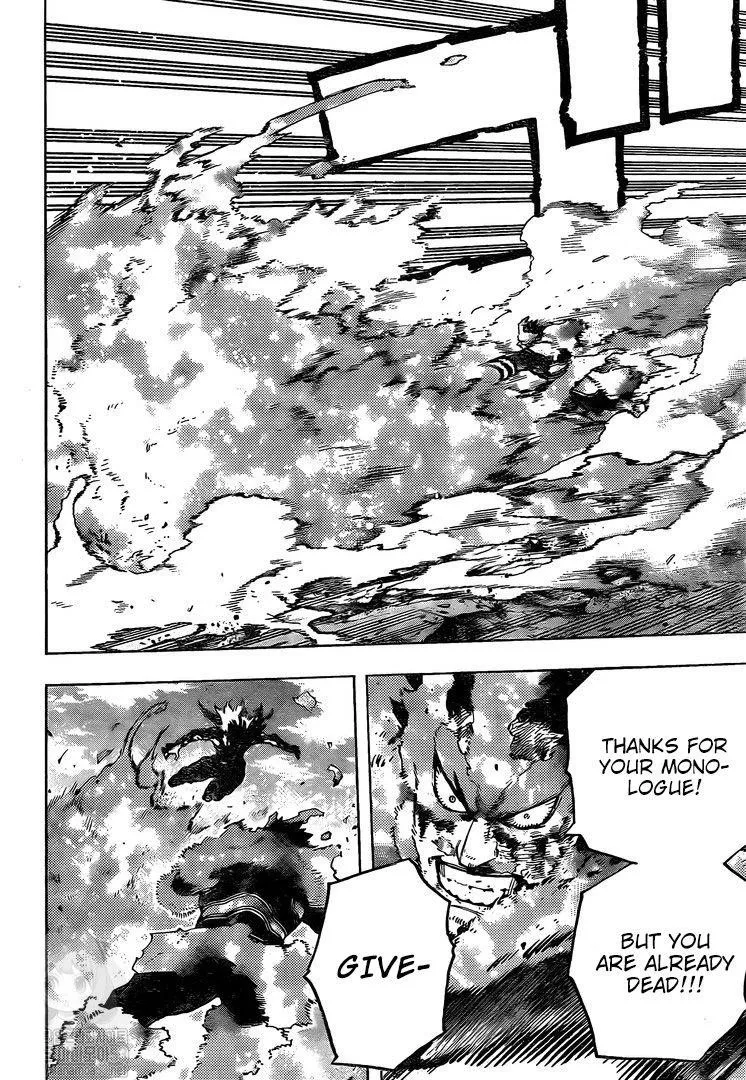 THANKS FOR
YOUR MONO-
LOGUE!
BUT YOU
ARE ALREADY
DEAD!!!
GIVE-